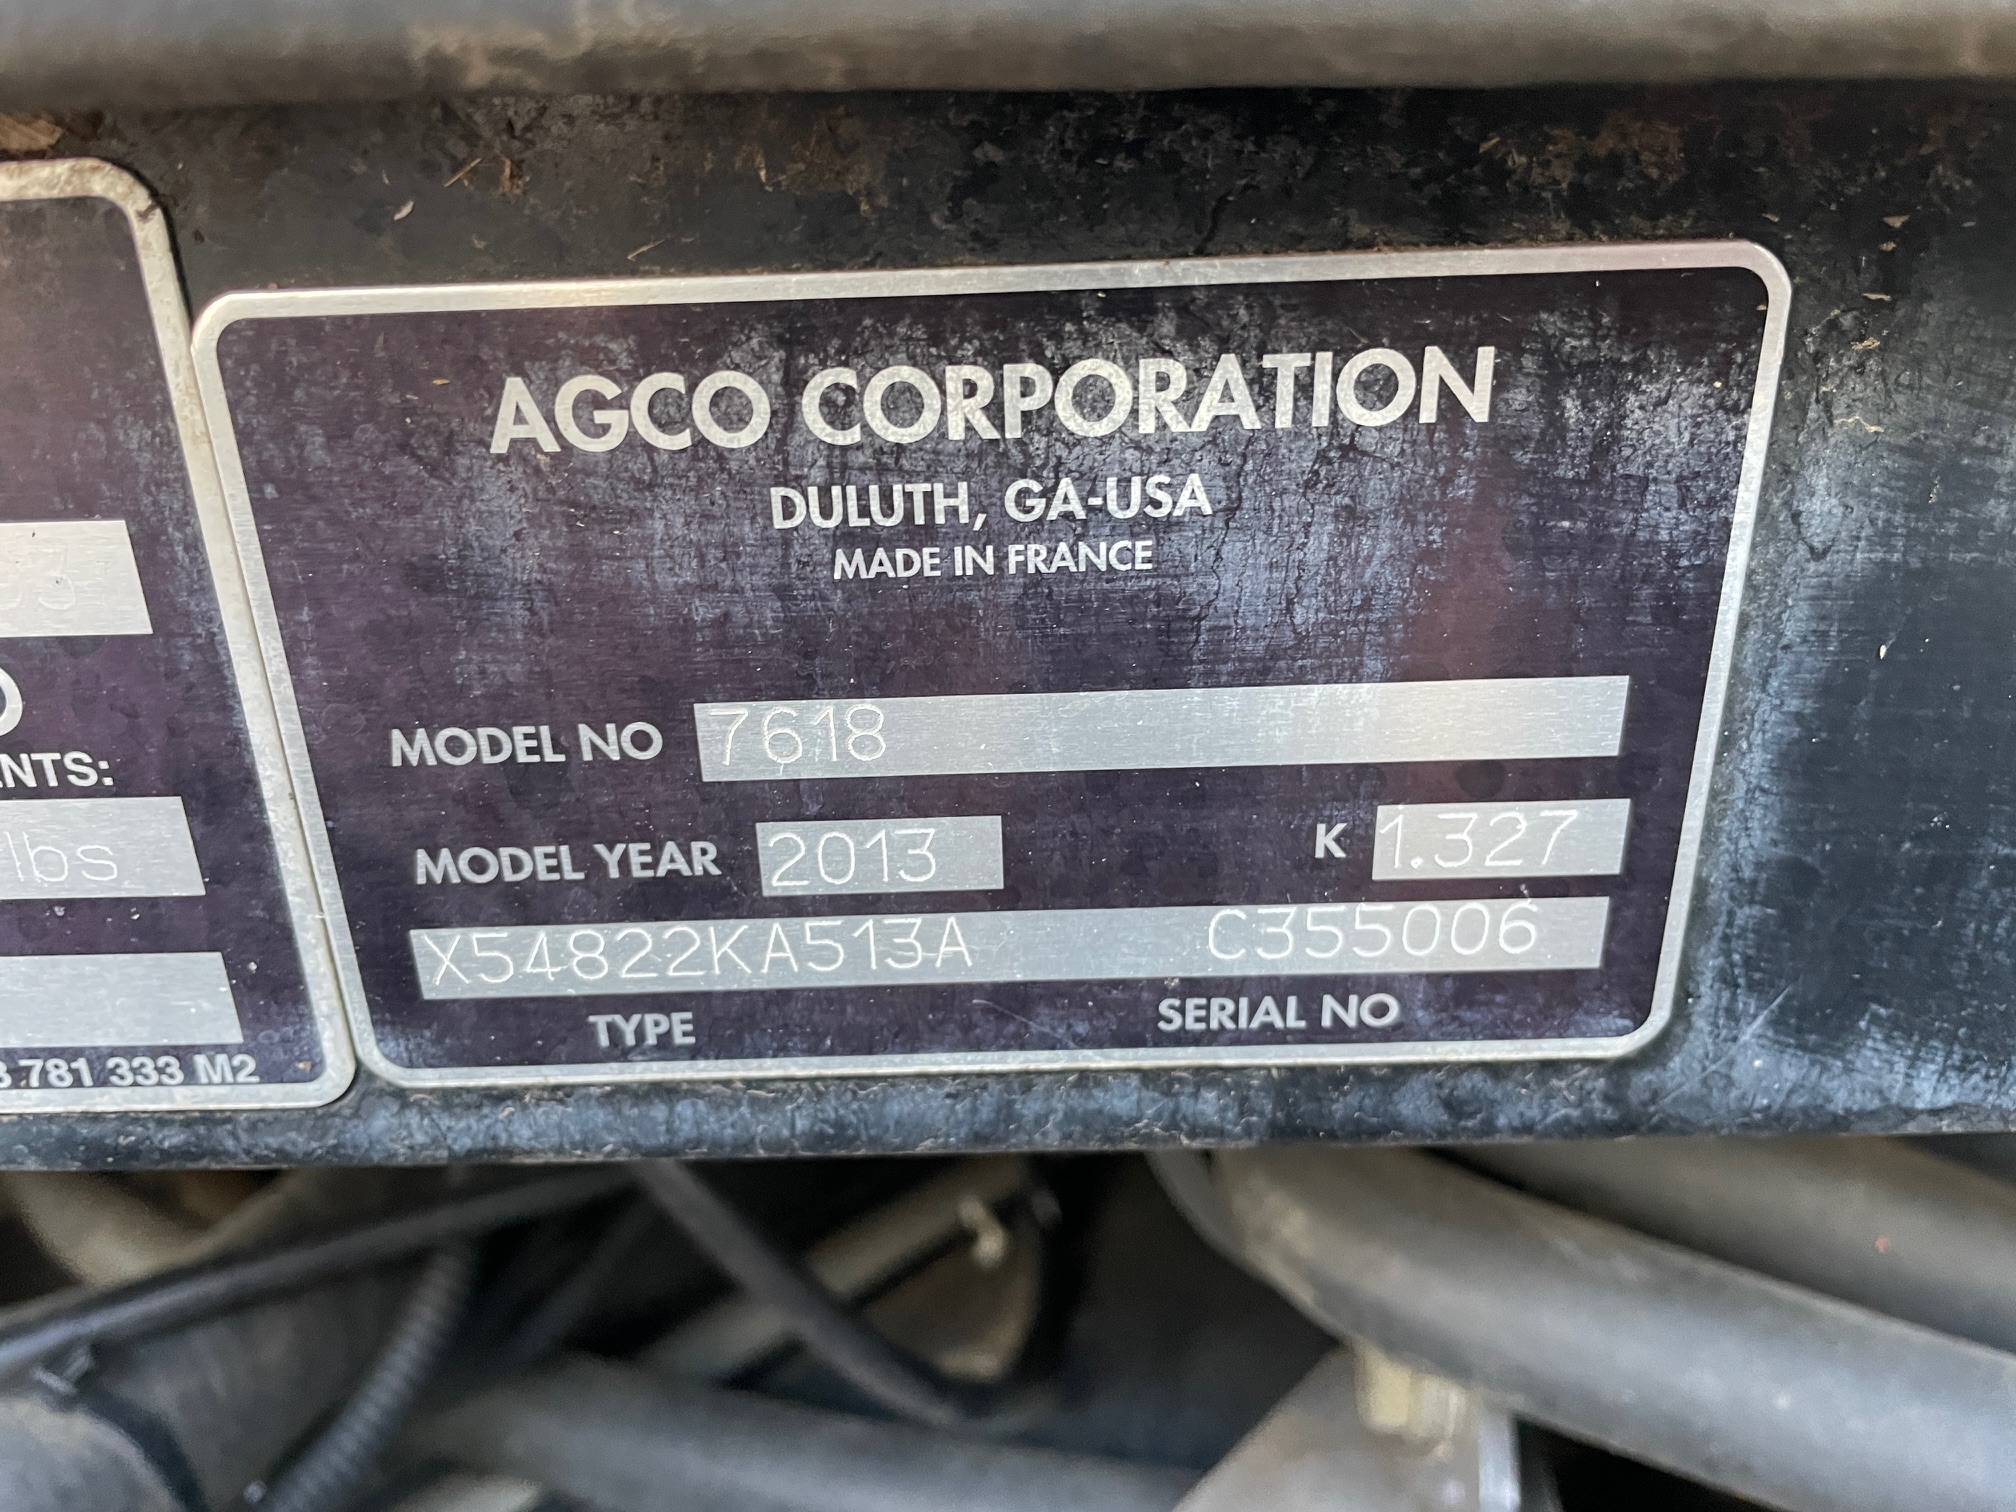 AGCO CORPORATION
DULUTH, GA-USA
MADE IN FRANCE
MODEL NO 7618
MODEL YEAR 2013 K 1.327
X54822KA513A C355006
TYPE SERIAL NO
ENTS:
lbs
781 333 M2